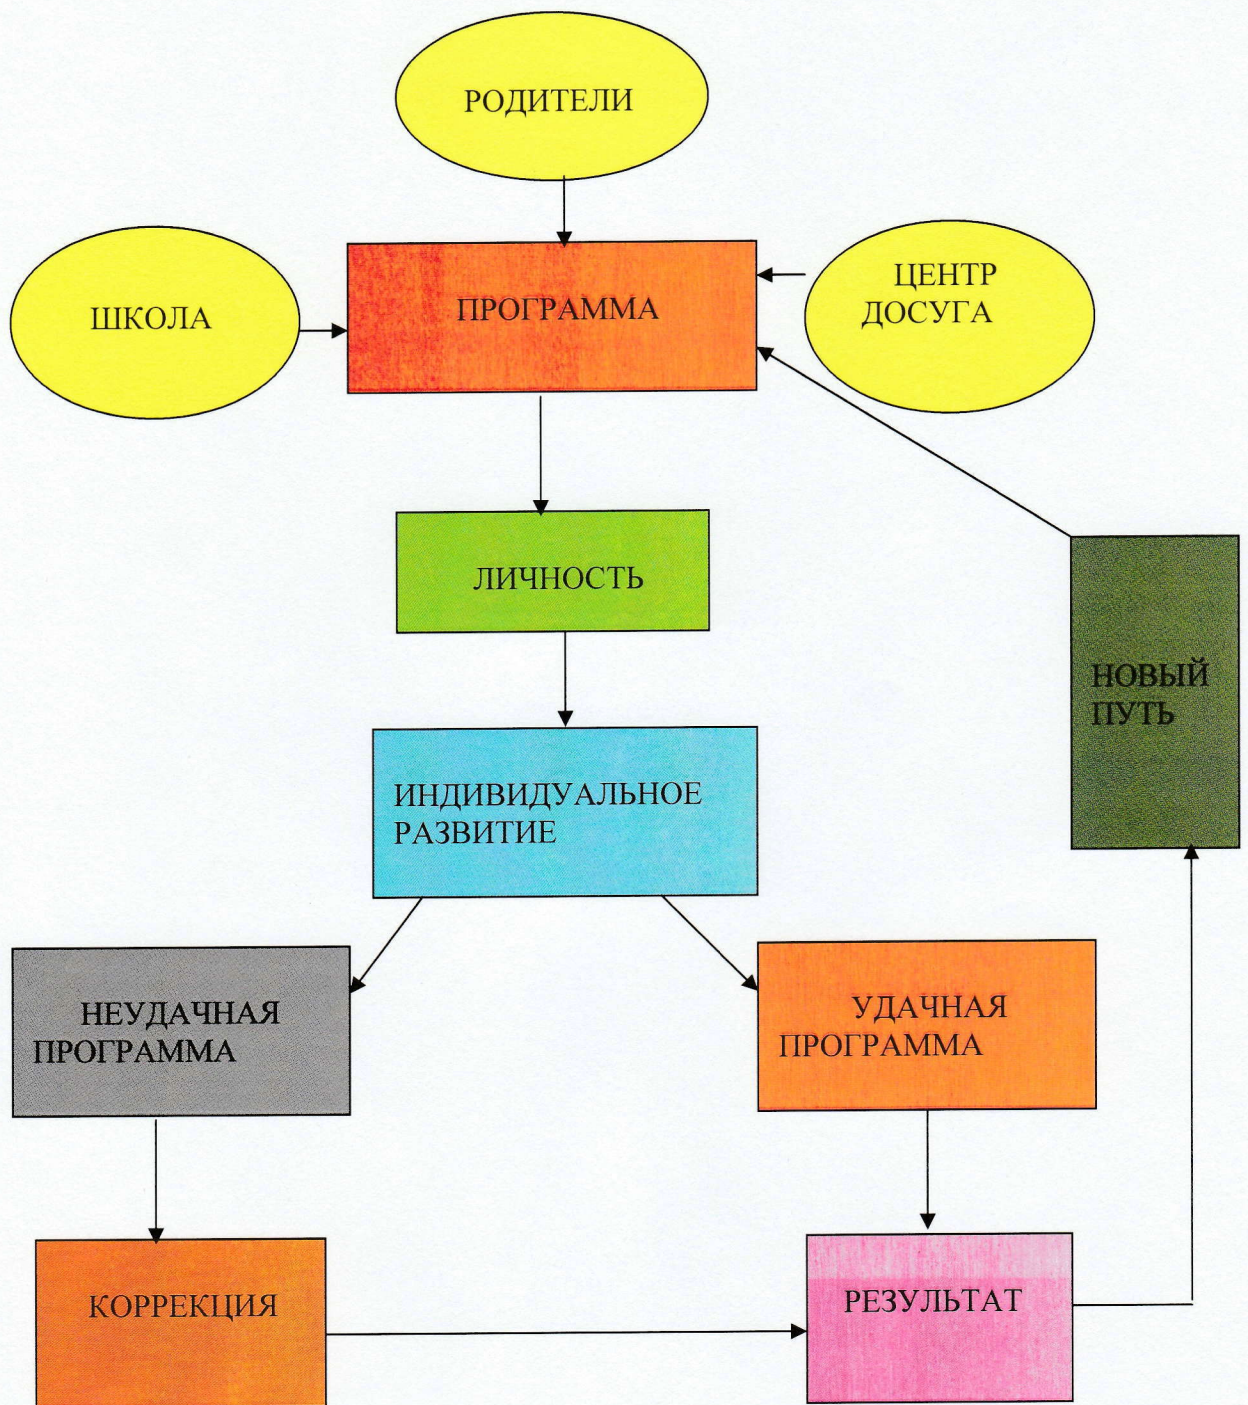 РОДИТЕЛИ
ШКОЛА
ПРОГРАММА
ЦЕНТР
ДОСУГА
ЛИЧНОСТЬ
НОВЫЙ
ПУТЬ
ИНДИВИДУАЛЬНОЕ
РАЗВИТИЕ
НЕУДАЧНАЯ
ПРОГРАММА
УДАЧНАЯ
ПРОГРАММА
КОРРЕКЦИЯ
РЕЗУЛЬТАТ